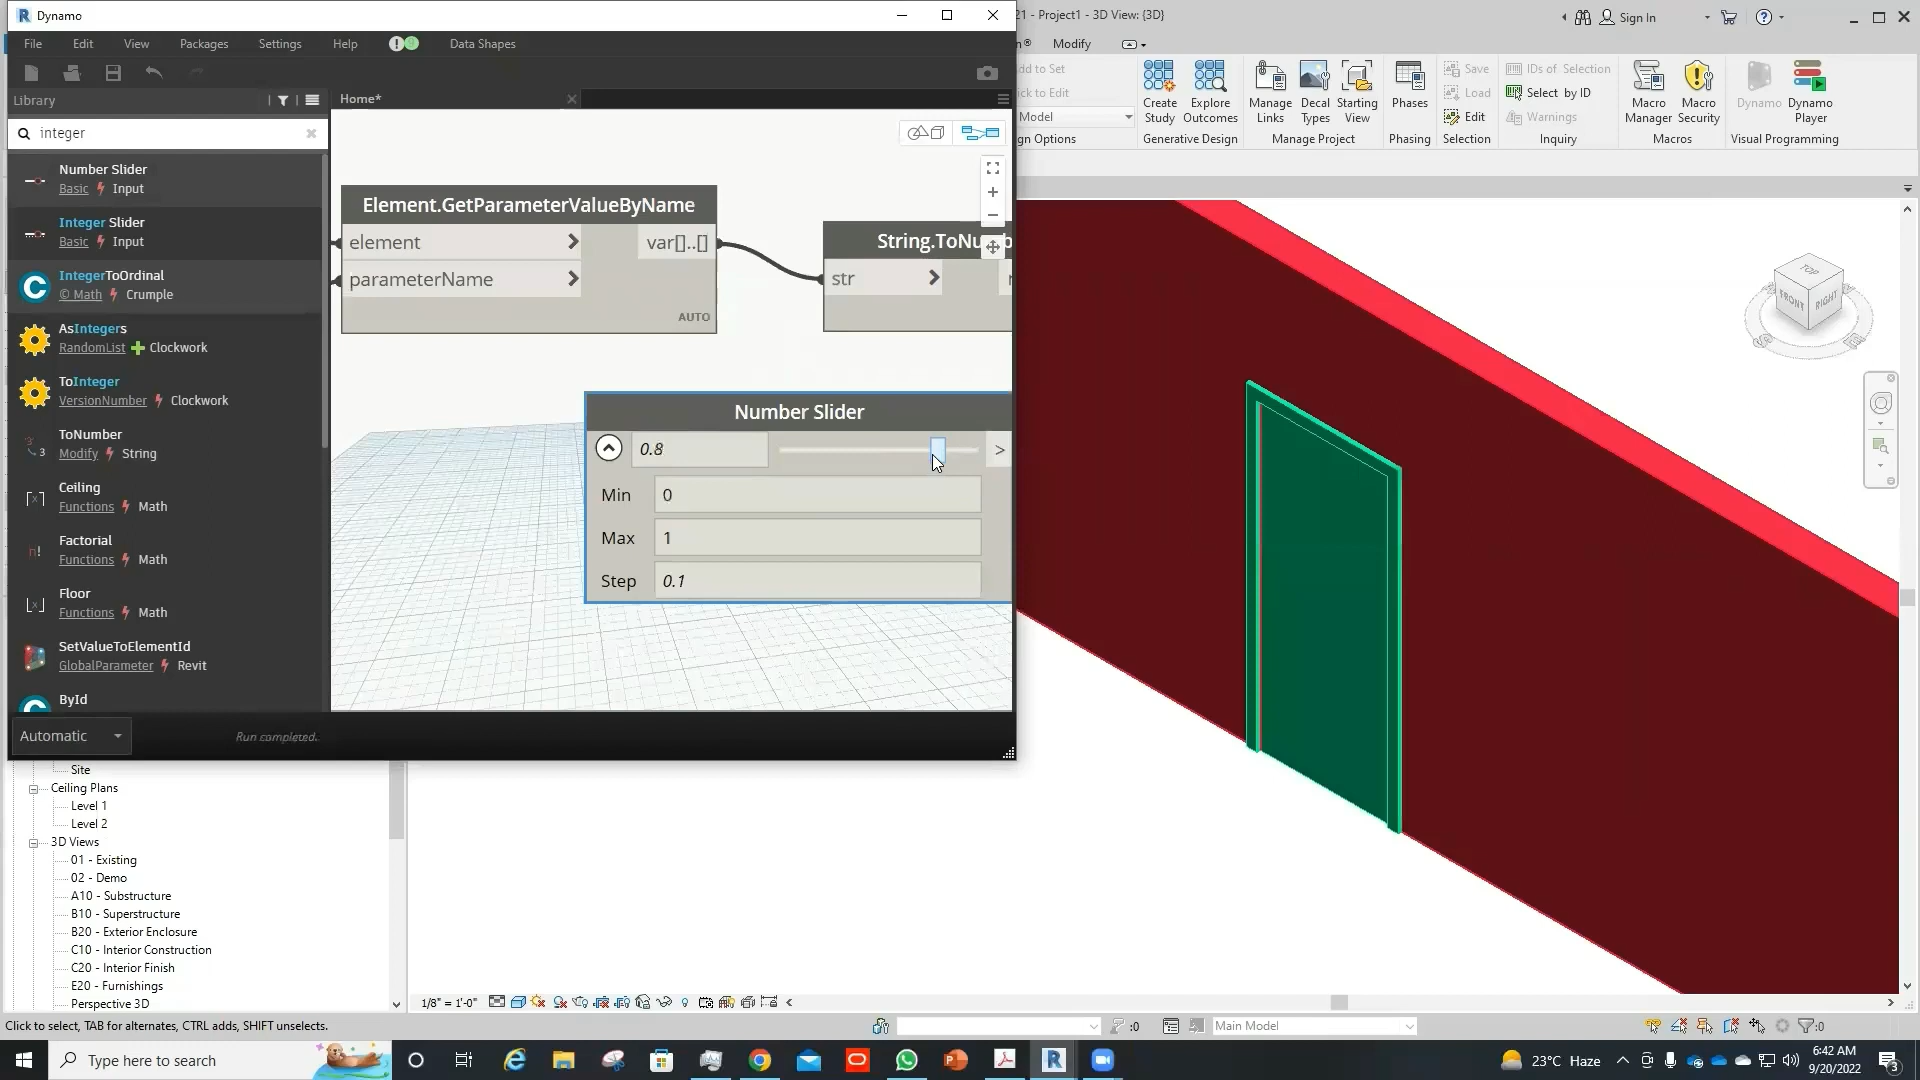 Dynamo
File Edit View Packages Settings Help Data Shapes
Library
Home*
integer
Number Slider
Basic Input
Integer Slider
Basic Input
IntegerToOrdinal
© Math Crumple
AsIntegers
RandomList Clockwork
ToInteger
VersionNumber Clockwork
ToNumber
Modify String
Ceiling
Functions Math
Factorial
Functions Math
Floor
Functions Math
SetValueToElementId
GlobalParameter Revit
ById
Automatic
Run completed.
Element.GetParameterValueByName
element > var[]..[]
parameterName >
AUTO
str >
Number Slider
0.8 >
Min 0
Max 1
Step 0.1
21 - Project1 - 3D View: {3D}
Sign In
Modify
Model
Create Study
Explore Outcomes
Generative Design
Manage Links
Decal Types
Starting View
Manage Project
Phases
Phasing
Save
Load
Edit
Selection
IDs of Selection
Select by ID
Warnings
Inquiry
Macro Manager
Macro Security
Macros
Dynamo
Dynamo Player
Visual Programming
TOP
FRONT
RIGHT
Site
Ceiling Plans
Level 1
Level 2
3D Views
01 - Existing
02 - Demo
A10 - Substructure
B10 - Superstructure
B20 - Exterior Enclosure
C10 - Interior Construction
C20 - Interior Finish
E20 - Furnishings
Perspective 3D
1/8" = 1'-0"
Click to select, TAB for alternates, CTRL adds, SHIFT unselects.
:0
Main Model
:0
Type here to search
23°C Haze
6:42 AM
9/20/2022
3